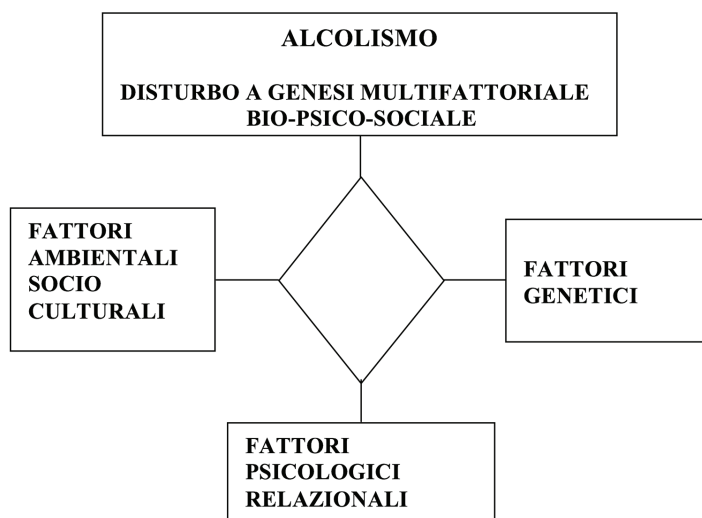 ALCOLISMO
DISTURBO A GENESI MULTIFATTORIALE
BIO-PSICO-SOCIALE
FATTORI
AMBIENTALI
SOCIO
CULTURALI
FATTORI
GENETICI
FATTORI
PSICOLOGICI
RELAZIONALI